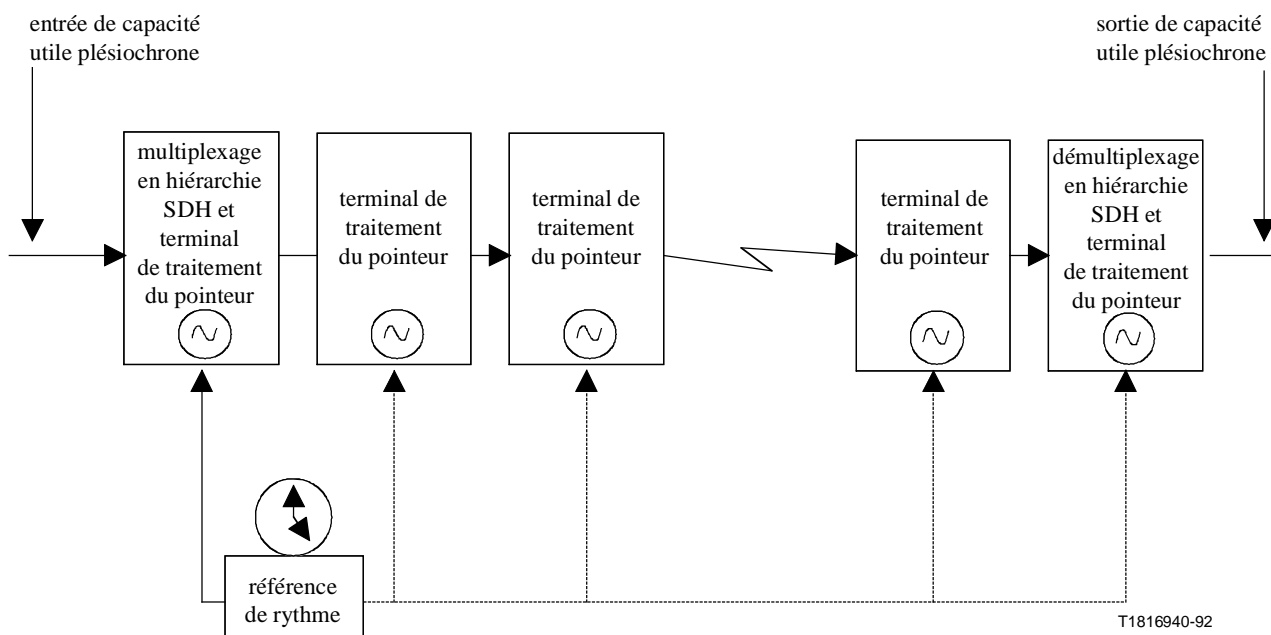 entrée de capacité
utile plésiochrone
sortie de capacité
utile plésiochrone
multiplexage
en hiérarchie
SDH et
terminal
de traitement
du pointeur
terminal de
traitement
du pointeur
terminal de
traitement
du pointeur
terminal de
traitement
du pointeur
démultiplexage
en hiérarchie
SDH et
terminal
de traitement
du pointeur
référence
de rythme
T1816940-92